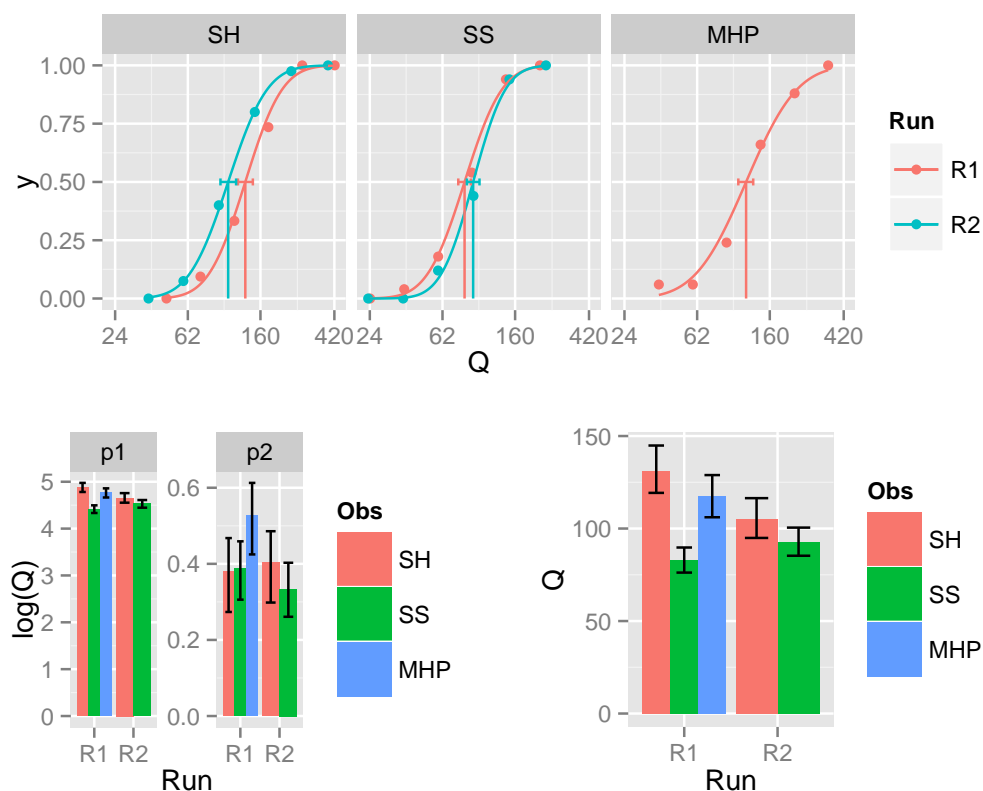 SH SS MHP
1.00
0.75
0.50
0.25
0.00
y
24 62 160 420 24 62 160 420 24 62 160 420
Q
Run
R1
R2
p1 p2
5
4
3
2
1
0
log(Q)
0.6
0.4
0.2
0.0
R1 R2 R1 R2
Run
Obs
SH
SS
MHP
150
100
50
0
Q
R1 R2
Run
Obs
SH
SS
MHP